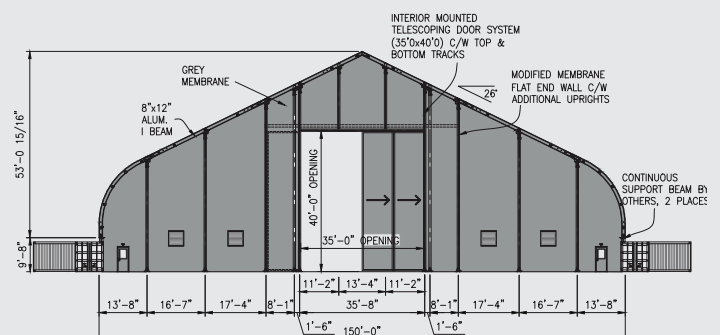 INTERIOR MOUNTED
TELESCOPING DOOR SYSTEM
(35'0x40'0) C/W TOP &
BOTTOM TRACKS
GREY
MEMBRANE
26°
MODIFIED MEMBRANE
FLAT END WALL C/W
ADDITIONAL UPRIGHTS
8"x12"
ALUM.
I BEAM
53'-0 15/16"
CONTINUOUS
SUPPORT BEAM BY
OTHERS, 2 PLACES
40'-0" OPENING
35'-0" OPENING
9'-8"
11'-2" 13'-4" 11'-2"
13'-8" 16'-7" 17'-4" 8'-1" 35'-8" 8'-1" 17'-4" 16'-7" 13'-8"
1'-6" 150'-0" 1'-6"